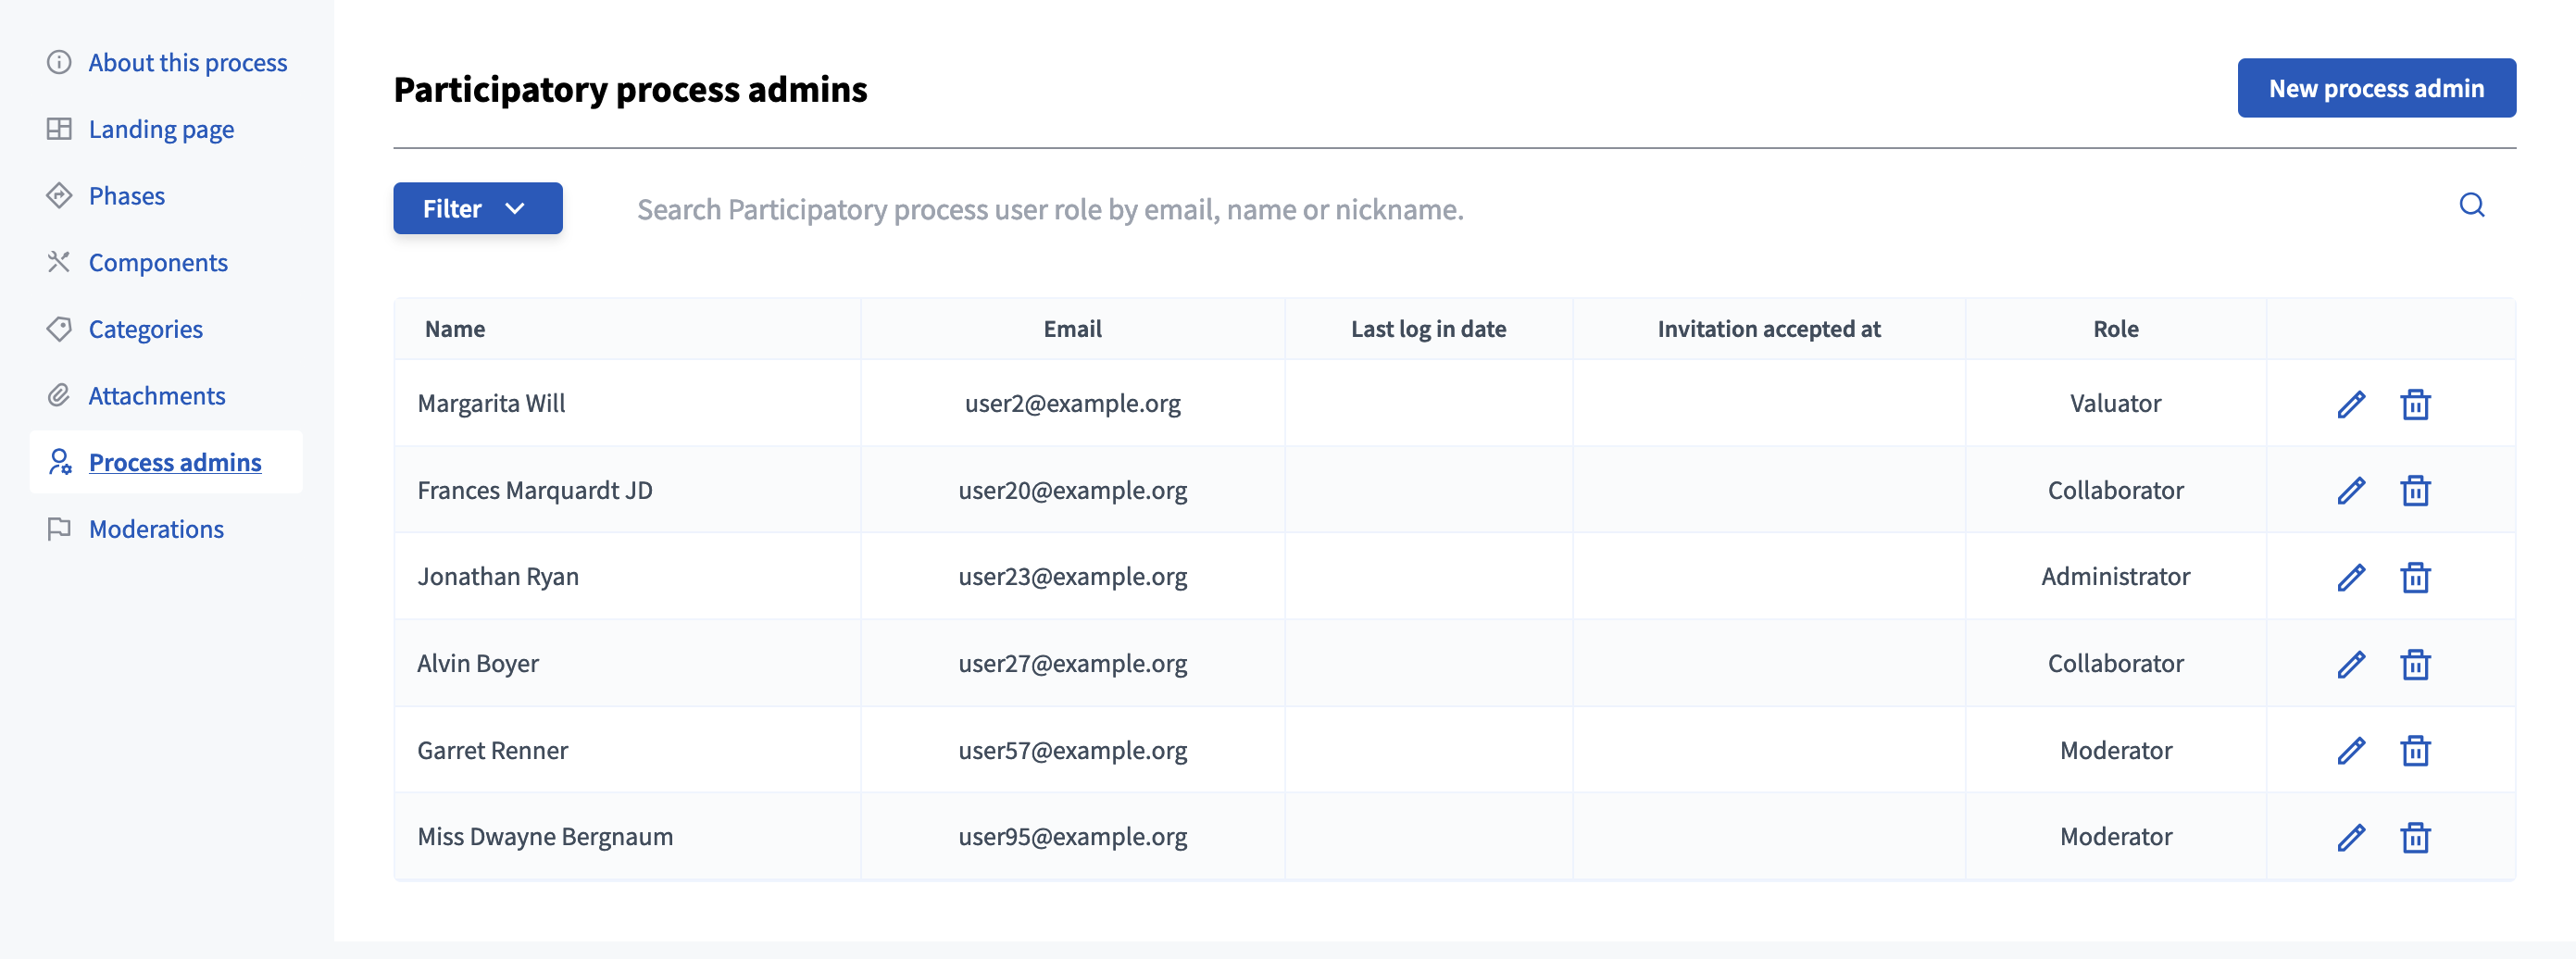 About this process
Landing page
Phases
Components
Categories
Attachments
Process admins
Moderations
Participatory process admins
New process admin
Filter
Search Participatory process user role by email, name or nickname.
Name Email Last log in date Invitation accepted at Role
Margarita Will user2@example.org Valuator
Frances Marquardt JD user20@example.org Collaborator
Jonathan Ryan user23@example.org Administrator
Alvin Boyer user27@example.org Collaborator
Garret Renner user57@example.org Moderator
Miss Dwayne Bergnaum user95@example.org Moderator